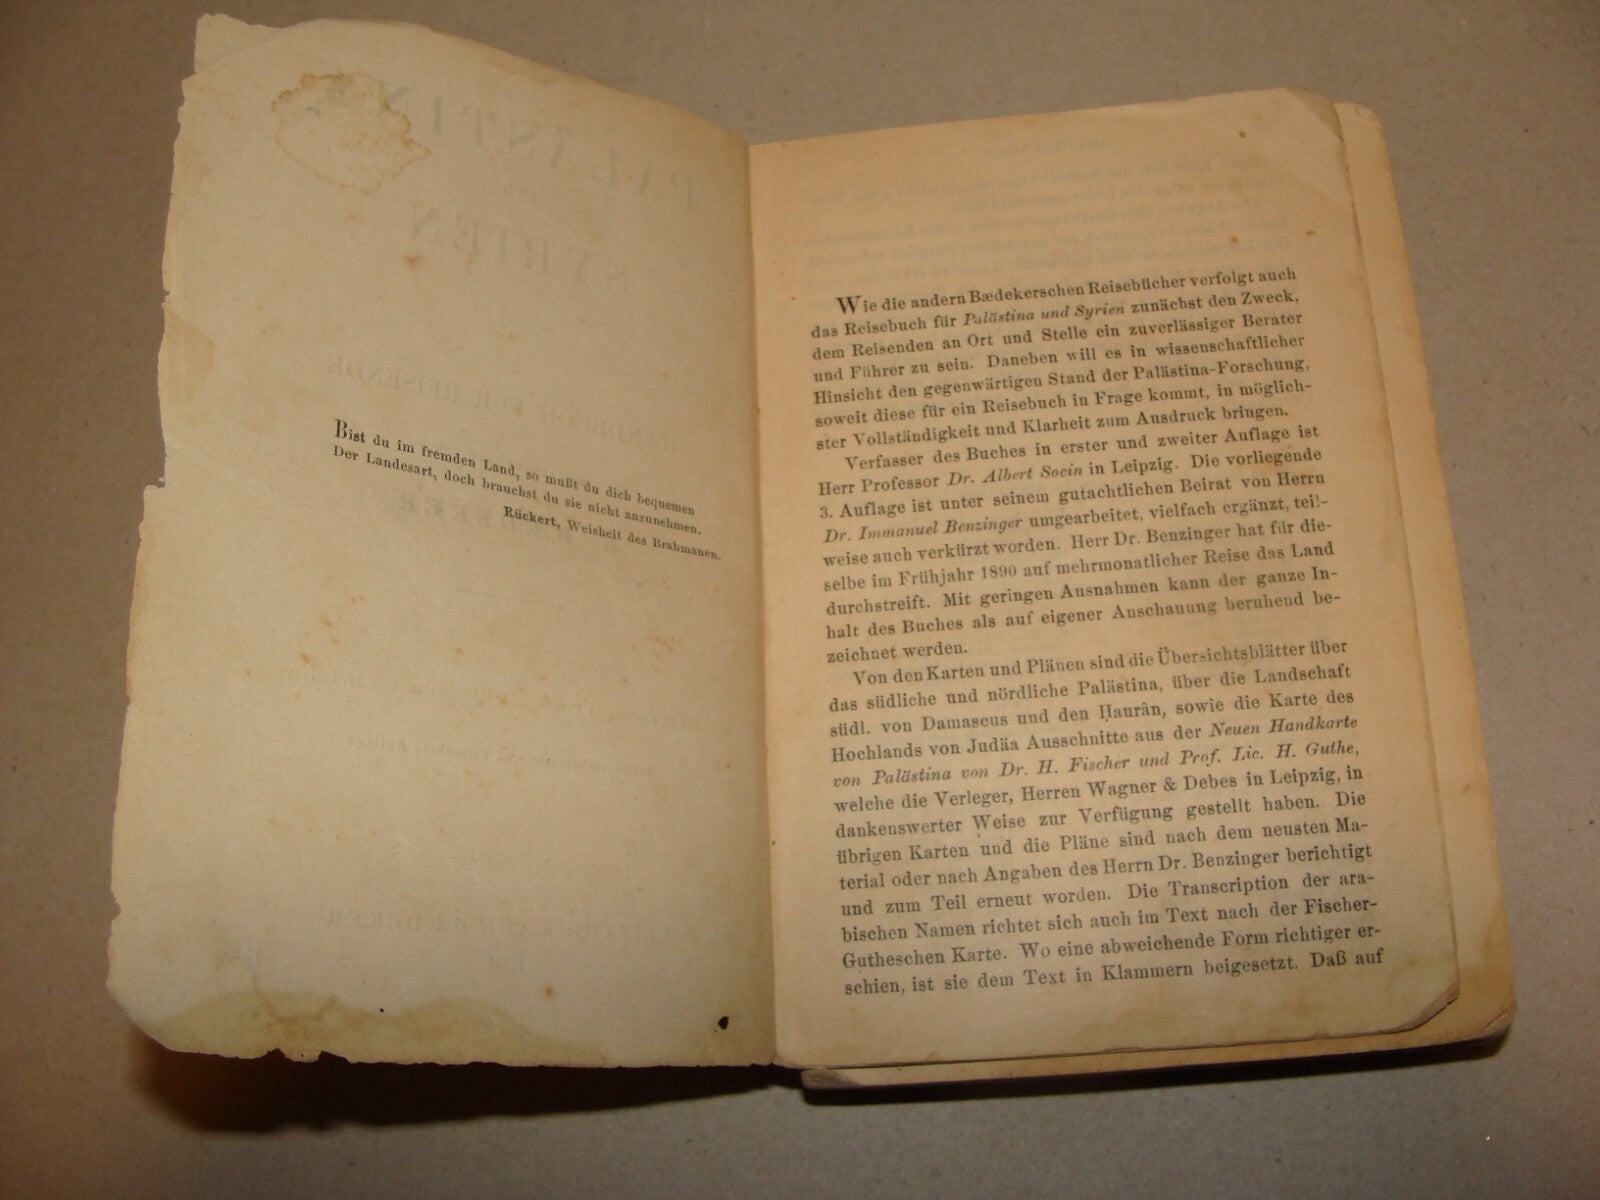 Bist du im fremden Land, so mußt du dich bequemen
Der Landesart, doch brauchst du sie nicht anzunehmen.
Rückert, Weisheit des Brahmanen.
Wie die andern Bædekerschen Reisebücher verfolgt auch
das Reisebuch für Palästina und Syrien zunächst den Zweck,
dem Reisenden an Ort und Stelle ein zuverlässiger Berater
und Führer zu sein. Daneben will es in wissenschaftlicher
Hinsicht den gegenwärtigen Stand der Palästina-Forschung,
soweit diese für ein Reisebuch in Frage kommt, in möglich-
ster Vollständigkeit und Klarheit zum Ausdruck bringen.
Verfasser des Buches in erster und zweiter Auflage ist
Herr Professor Dr. Albert Socin in Leipzig. Die vorliegende
3. Auflage ist unter seinem gutachtlichen Beirat von Herrn
Dr. Immanuel Benzinger umgearbeitet, vielfach ergänzt, teil-
weise auch verkürzt worden. Herr Dr. Benzinger hat für die-
selbe im Frühjahr 1890 auf mehrmonatlicher Reise das Land
durchstreift. Mit geringen Ausnahmen kann der ganze In-
halt des Buches als auf eigener Anschauung beruhend be-
zeichnet werden.
Von den Karten und Plänen sind die Übersichtsblätter über
das südliche und nördliche Palästina, über die Landschaft
südl. von Damascus und den Ḥaurân, sowie die Karte des
Hochlands von Judäa Ausschnitte aus der Neuen Handkarte
von Palästina von Dr. H. Fischer und Prof. Lic. H. Guthe,
welche die Verleger, Herren Wagner & Debes in Leipzig, in
dankenswerter Weise zur Verfügung gestellt haben. Die
übrigen Karten und die Pläne sind nach dem neusten Ma-
terial oder nach Angaben des Herrn Dr. Benzinger berichtigt
und zum Teil erneut worden. Die Transcription der ara-
bischen Namen richtet sich auch im Text nach der Fischer-
Gutheschen Karte. Wo eine abweichende Form richtiger er-
schien, ist sie dem Text in Klammern beigesetzt. Daß auf